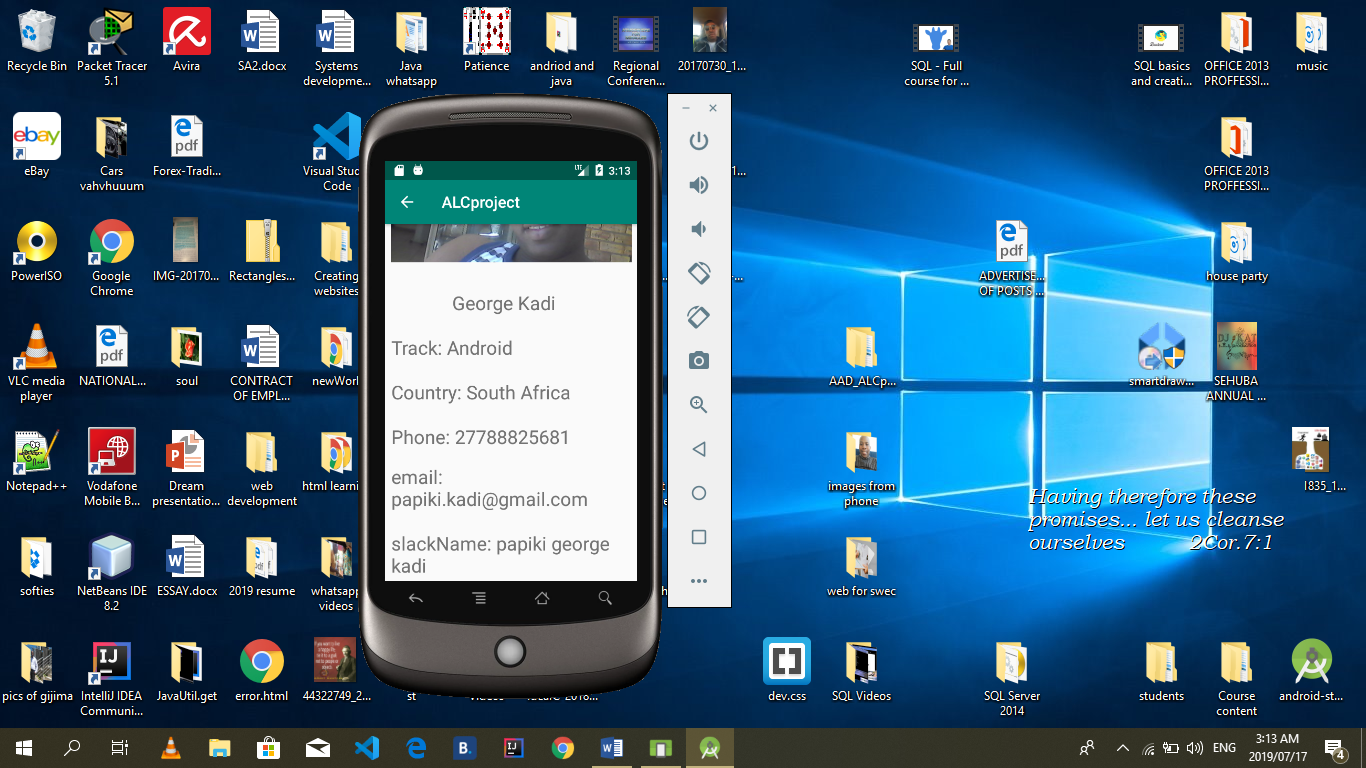 Recycle Bin
Packet Tracer 5.1
Avira
SA2.docx
Systems developme...
Java whatsapp
Patience
andriod and java
Regional Conferen...
20170730_1...
SQL - Full course for ...
SQL basics and creati...
OFFICE 2013 PROFFESSI...
music
eBay
Cars vahvhuuum
Forex-Tradi...
Visual Stud
Code
OFFICE 2013 PROFFESSI...
PowerISO
Google Chrome
IMG-20170...
Rectangles...
Creating websites
ADVERTISE... OF POSTS ...
house party
VLC media player
NATIONAL...
soul
CONTRACT OF EMPL...
newWorl
AAD_ALCp...
smartdraw...
SEHUBA ANNUAL ...
Notepad++
Vodafone Mobile B...
Dream presentatio...
web development
html learni
images from phone
I835_1...
softies
NetBeans IDE 8.2
ESSAY.docx
2019 resume
whatsapp videos
web for swec
pics of gijima
IntelliJ IDEA Communi...
JavaUtil.get
error.html
44322749_2...
dev.css
SQL Videos
SQL Server 2014
students
Course content
android-st...
LTE
3:13
ALCproject
George Kadi
Track: Android
Country: South Africa
Phone: 27788825681
email:
papiki.kadi@gmail.com
slackName: papiki george
kadi
Having therefore these
promises... let us cleanse
ourselves 2Cor.7:1
ENG
3:13 AM
2019/07/17
4